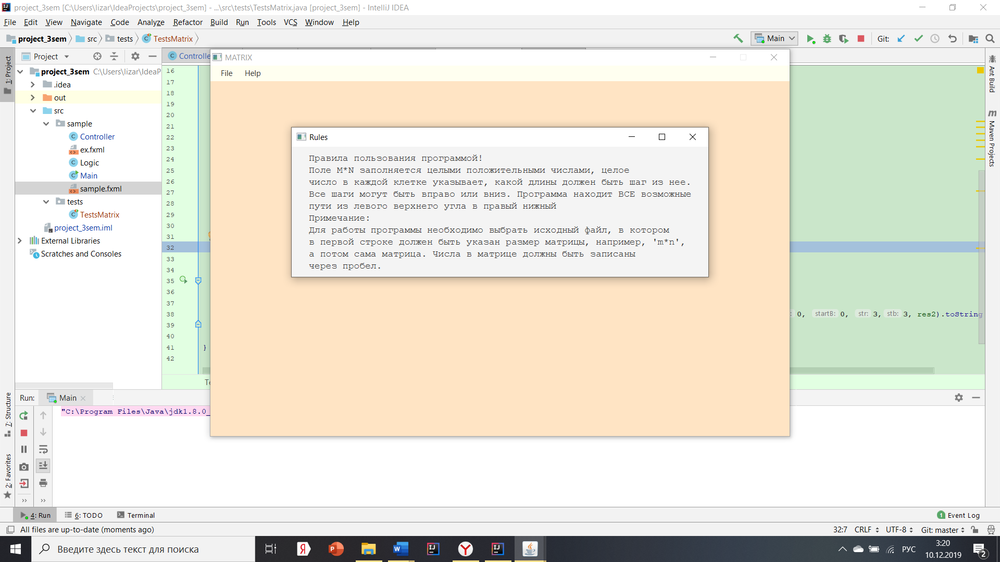 project_3sem [C:\Users\lizar\IdeaProjects\project_3sem] - ...\src\tests\TestsMatrix.java [project_3sem] - IntelliJ IDEA
File Edit View Navigate Code Analyze Refactor Build Run Tools VCS Window Help
project_3sem src tests TestsMatrix Main Git:
Project
1: Project
project_3sem C:\Users\lizar\IdeaP
.idea
out
src
sample
Controller
ex.fxml
Logic
Main
sample.fxml
tests
TestsMatrix
project_3sem.iml
External Libraries
Scratches and Consoles
Controlle
16
17
18
19
20
21
22
23
24
25
26
27
28
29
30
31
32
33
34
35
36
37
38
39
40
41 }
42
: 0, startB: 0, str: 3, stb: 3, res2).toString
MATRIX
File Help
Rules
Правила пользования программой!
Поле M*N заполняется целыми положительными числами, целое
число в каждой клетке указывает, какой длины должен быть шаг из нее.
Все шаги могут быть вправо или вниз. Программа находит ВСЕ возможные
пути из левого верхнего угла в правый нижный
Примечание:
Для работы программы необходимо выбрать исходный файл, в котором
в первой строке должен быть указан размер матрицы, например, 'm*n',
а потом сама матрица. Числа в матрице должны быть записаны
через пробел.
Ant Build
m Maven Projects
Run: Main
"C:\Program Files\Java\jdk1.8.0_
7: Structure
2: Favorites
4: Run 6: TODO Terminal
1 Event Log
All files are up-to-date (moments ago)
32:7 CRLF UTF-8 Git: master
Введите здесь текст для поиска
РУС
3:20
10.12.2019
2